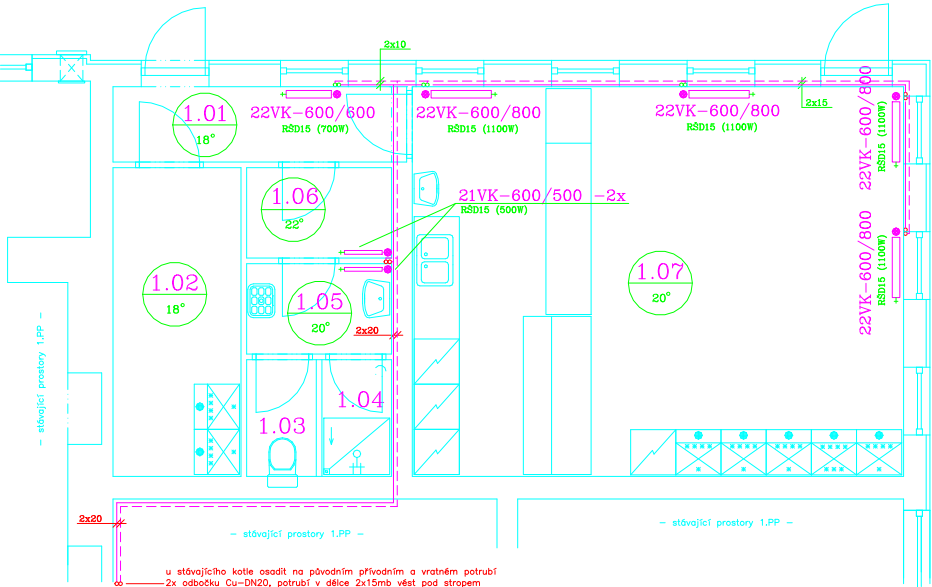 2x10
1.01
18°
22VK-600/600
RŠD15 (700W)
22VK-600/800
RŠD15 (1100W)
22VK-600/800
RŠD15 (1100W)
2x15
22VK-600/800
RŠD15 (1100W)
1.06
22°
21VK-600/500 -2x
RŠD15 (500W)
22VK-600/800
RŠD15 (1100W)
1.02
18°
1.05
20°
1.07
20°
2x20
- stávající prostory 1.PP -
1.04
1.03
2x20
- stávající prostory 1.PP -
- stávající prostory 1.PP -
u stávajícího kotle osadit na původním přívodním a vratném potrubí
2x odbočku Cu-DN20, potrubí v délce 2x15mb vést pod stropem